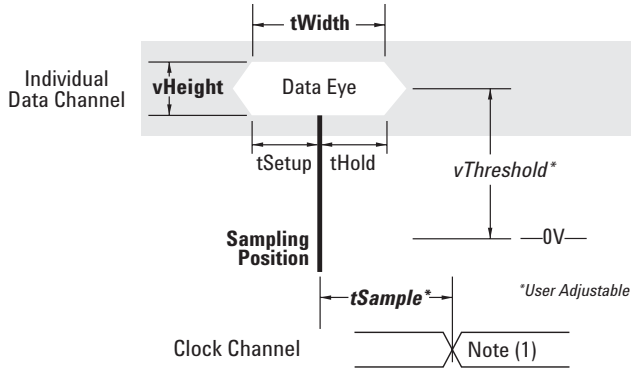 tWidth
Individual
Data Channel
vHeight
Data Eye
tSetup
tHold
vThreshold*
Sampling
Position
0V
tSample*
*User Adjustable
Clock Channel
Note (1)